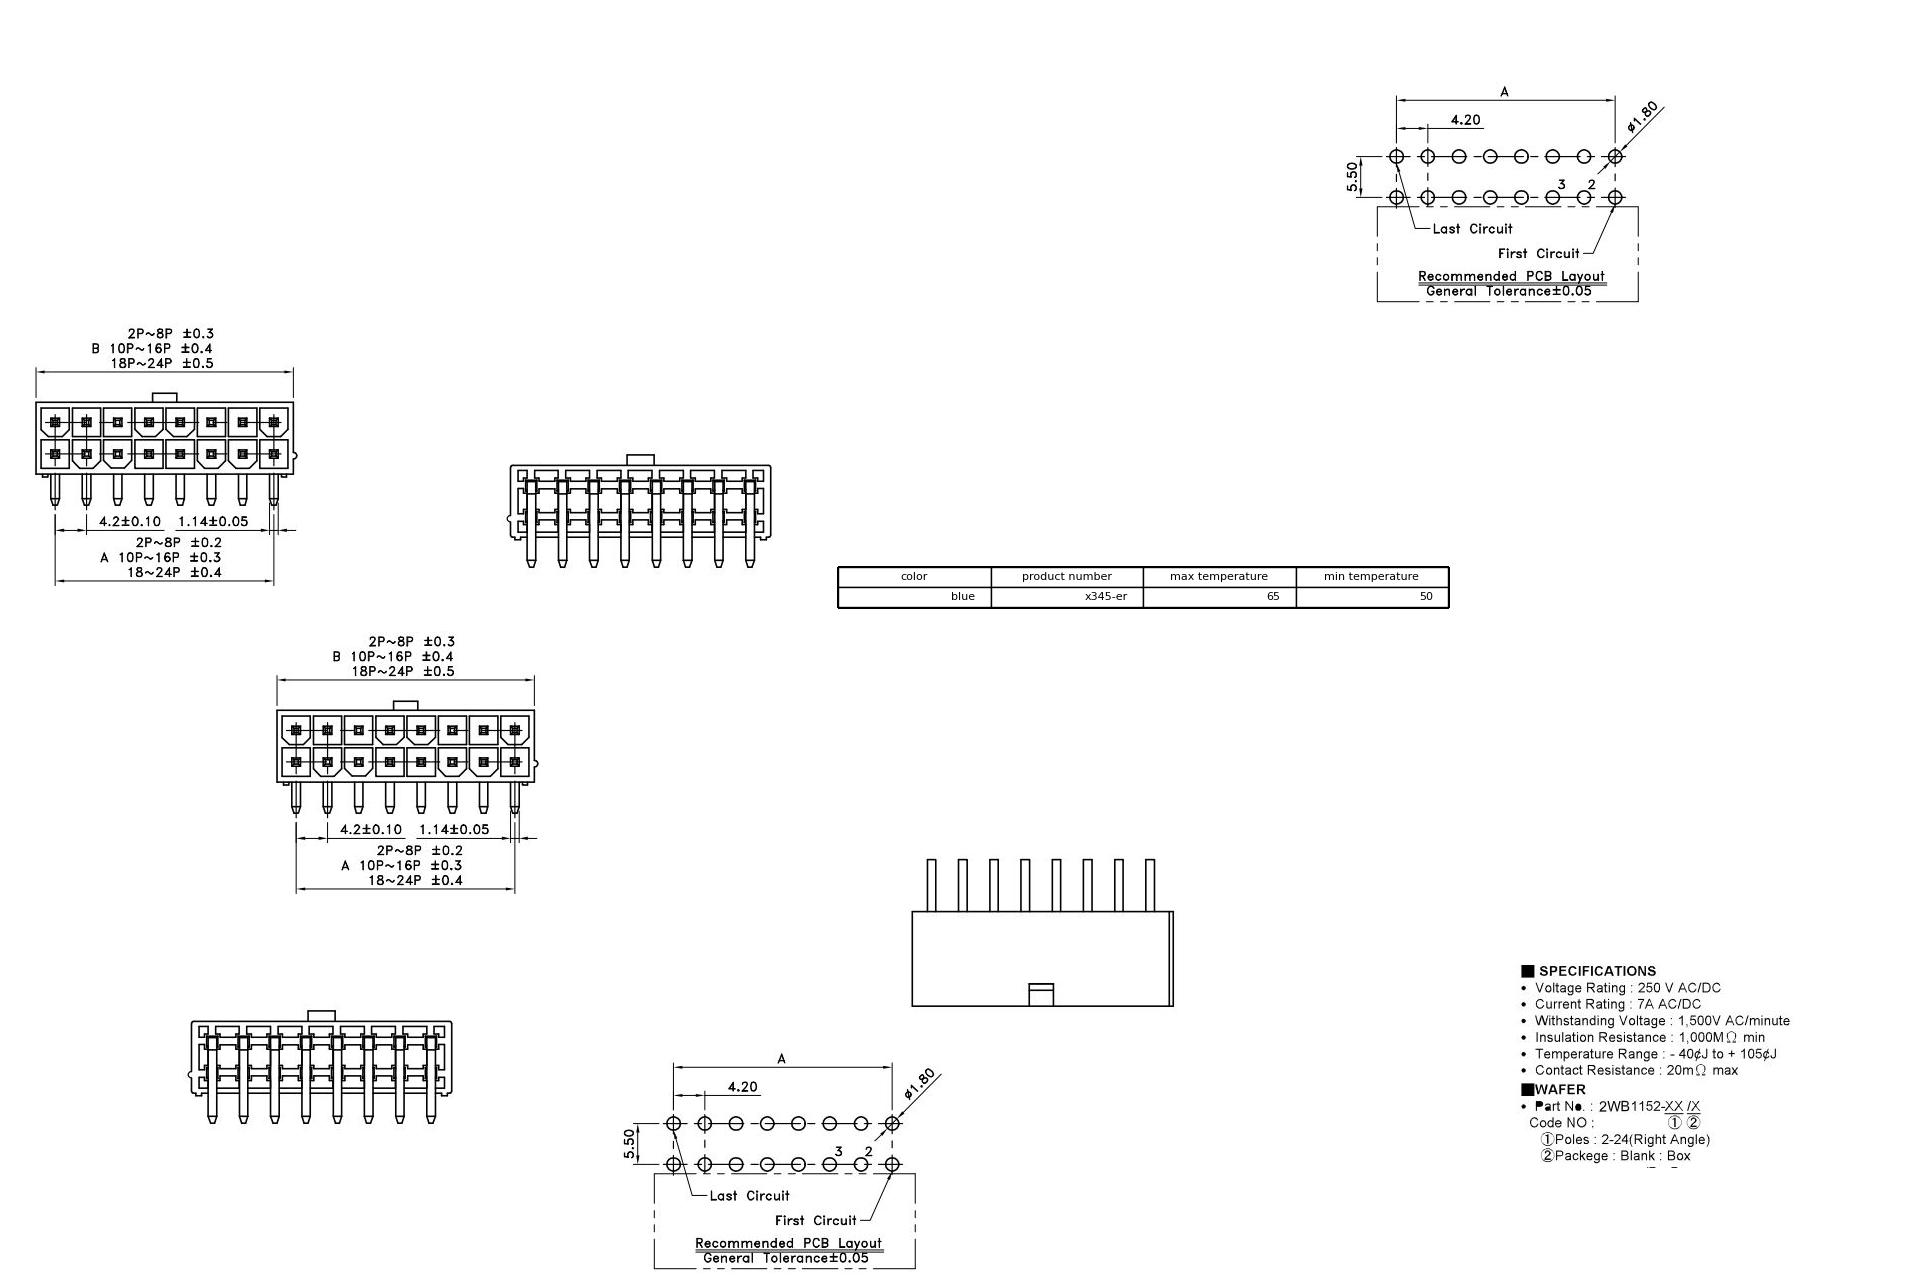 A
4.20
ø1.80
5.50
3
2
Last Circuit
First Circuit
Recommended PCB Layout
General Tolerance±0.05
2P~8P ±0.3
B 10P~16P ±0.4
18P~24P ±0.5
4.2±0.10 1.14±0.05
2P~8P ±0.2
A 10P~16P ±0.3
18~24P ±0.4
color product number max temperature min temperature
blue x345-er 65 50
2P~8P ±0.3
B 10P~16P ±0.4
18P~24P ±0.5
4.2±0.10 1.14±0.05
2P~8P ±0.2
A 10P~16P ±0.3
18~24P ±0.4
■ SPECIFICATIONS
• Voltage Rating : 250 V AC/DC
• Current Rating : 7A AC/DC
• Withstanding Voltage : 1,500V AC/minute
• Insulation Resistance : 1,000MΩ min
• Temperature Range : - 40¢J to + 105¢J
• Contact Resistance : 20mΩ max
■WAFER
• Part No. : 2WB1152-XX /X
Code NO : ① ②
①Poles : 2-24(Right Angle)
②Packege : Blank : Box
A
4.20
ø1.80
5.50
3
2
Last Circuit
First Circuit
Recommended PCB Layout
General Tolerance±0.05